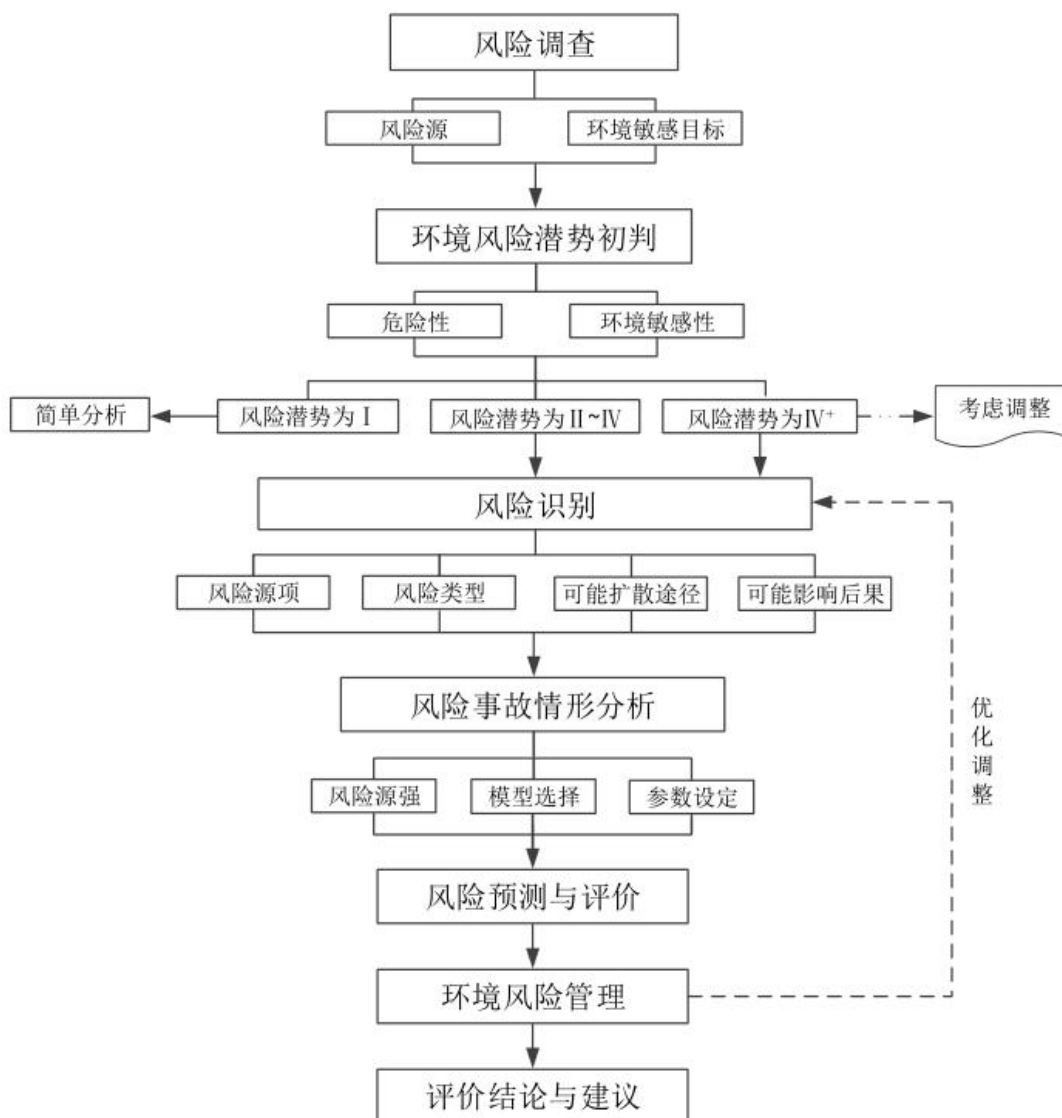 风险调查
风险源
环境敏感目标
环境风险潜势初判
危险性
环境敏感性
简单分析
风险潜势为Ⅰ
风险潜势为Ⅱ~Ⅳ
风险潜势为Ⅳ⁺
考虑调整
风险识别
风险源项
风险类型
可能扩散途径
可能影响后果
风险事故情形分析
优化调整
风险源强
模型选择
参数设定
风险预测与评价
环境风险管理
评价结论与建议